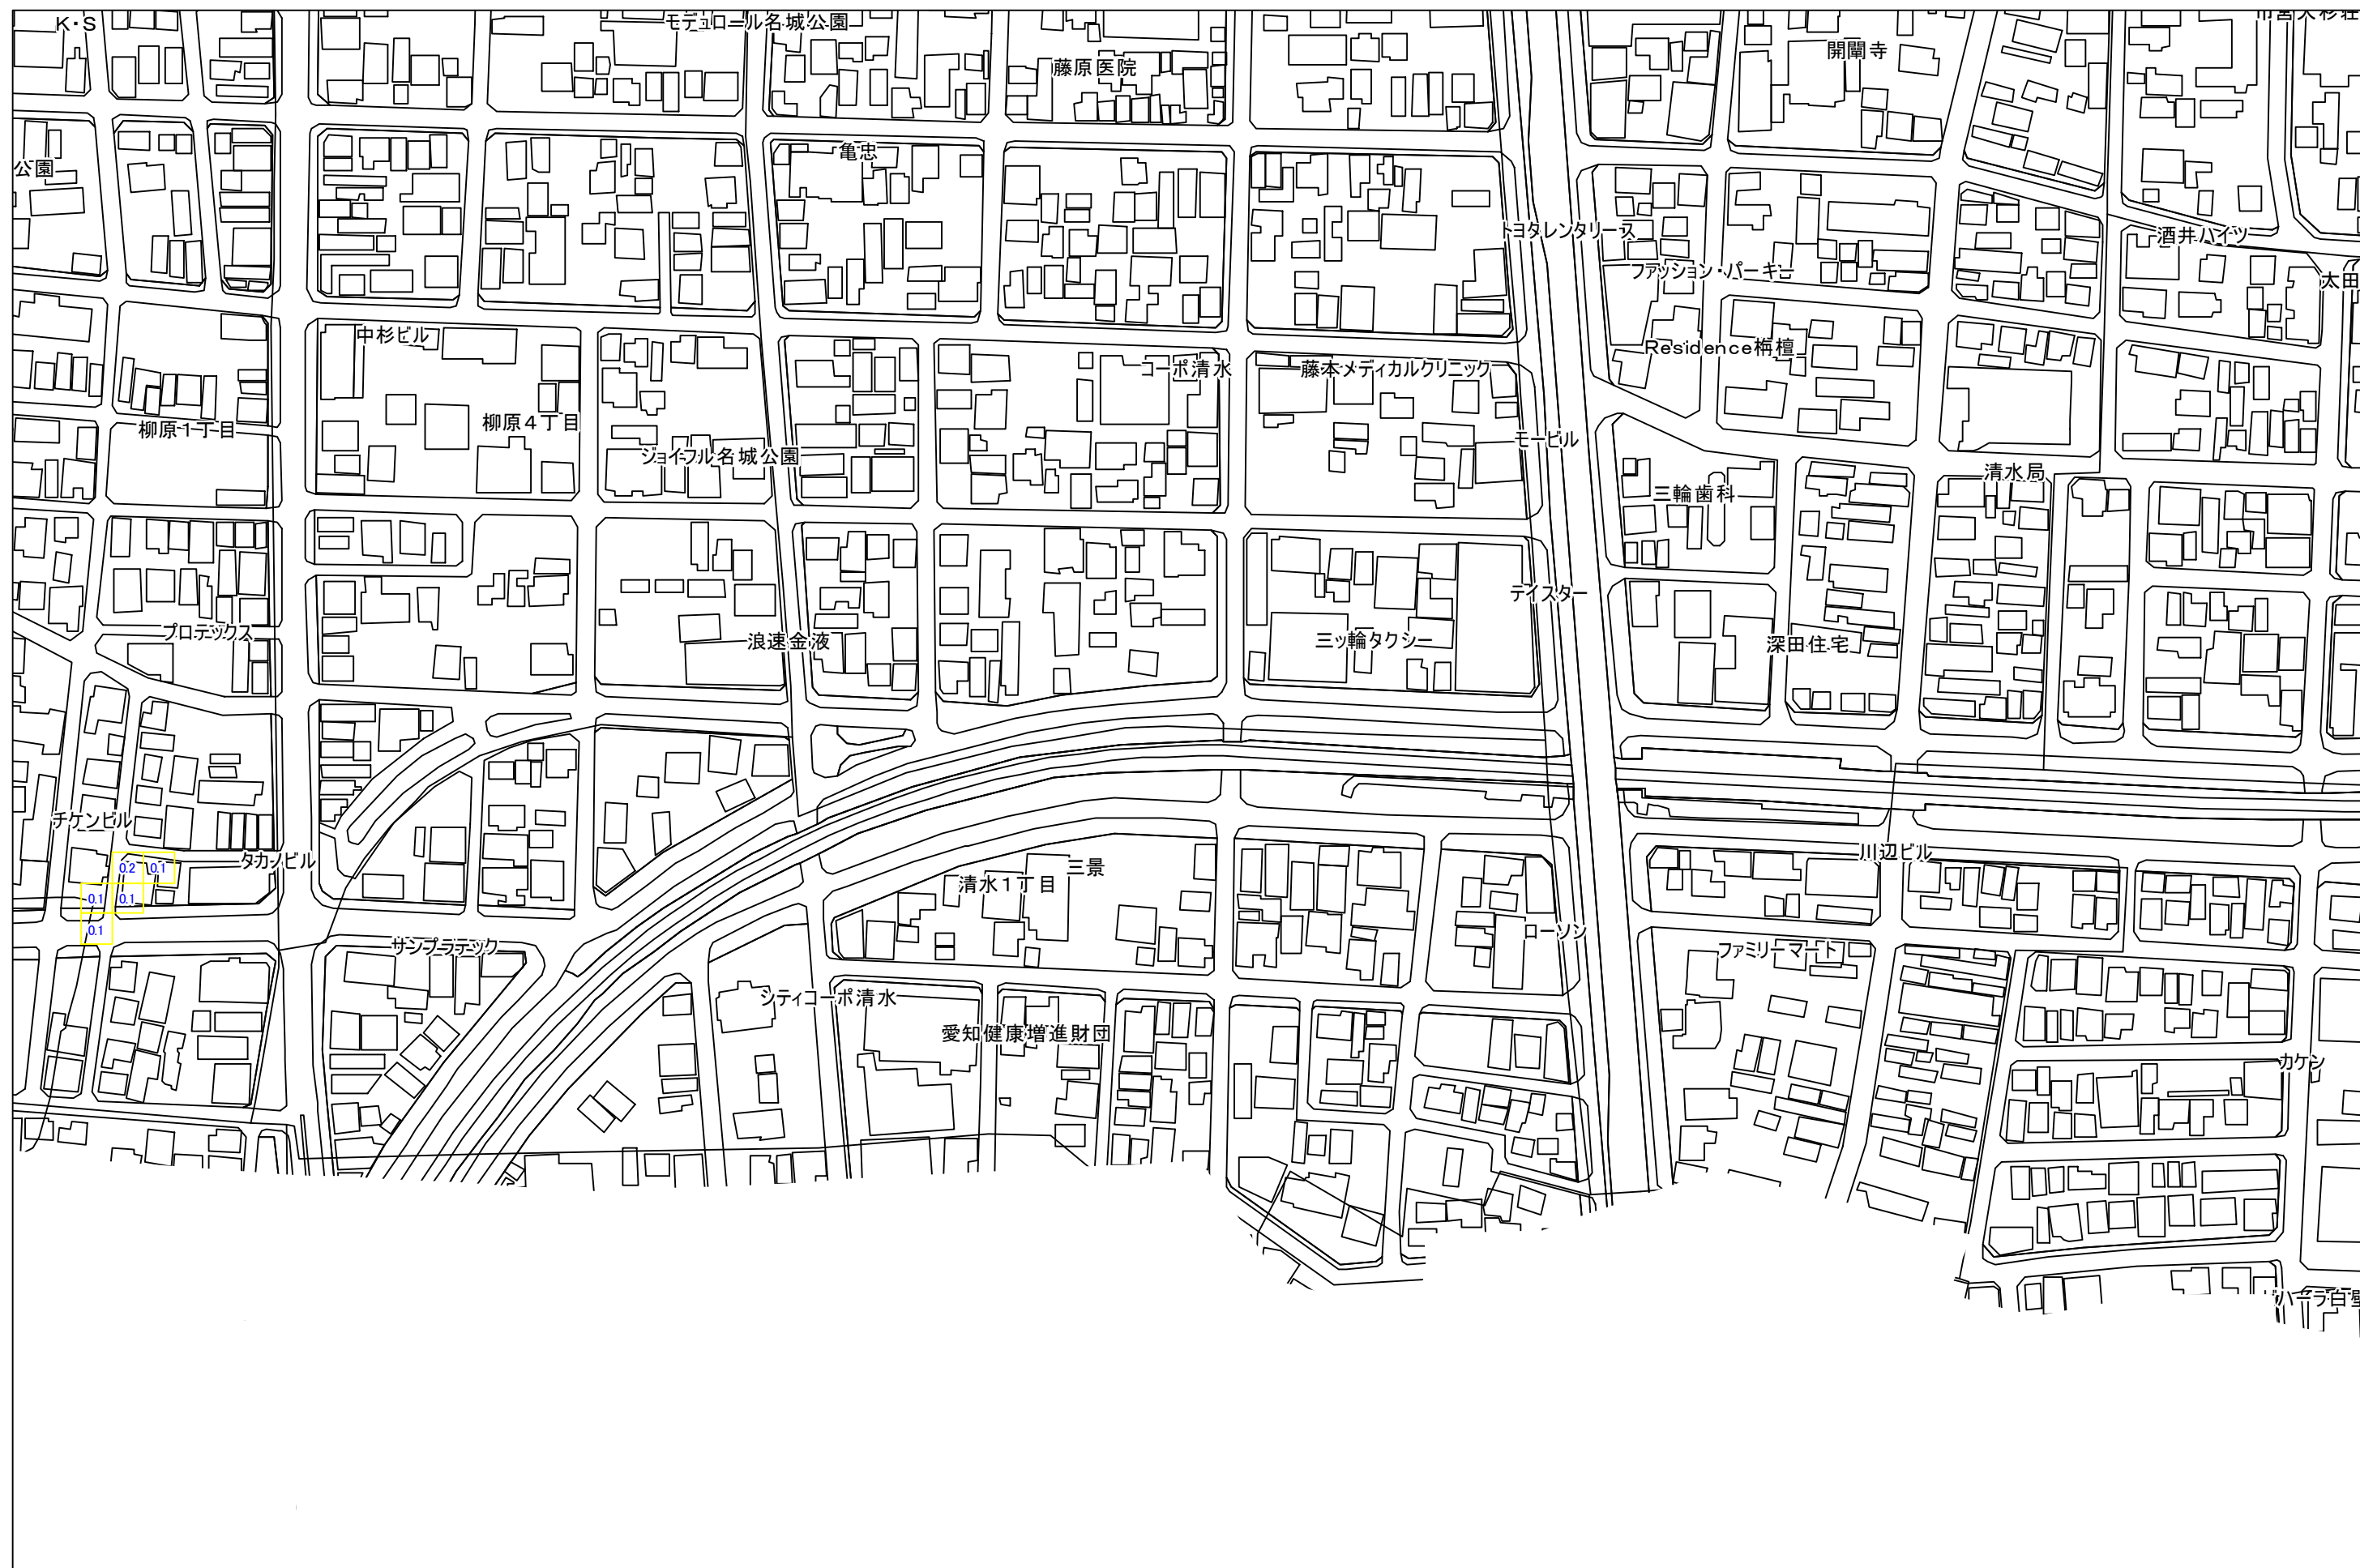 K・S
モデュロール名城公園
藤原医院
開闡寺
公園
亀忠
トヨタレンタリース
酒井ハイツ
ファッション・パーキー
太田
中杉ビル
Residence栴檀
コーポ清水
藤本メディカルクリニック
柳原1丁目
柳原4丁目
モービル
ジョイフル名城公園
清水局
三輪歯科
テイスター
プロテックス
浪速金液
三ッ輪タクシー
深田住宅
チケンビル
タカノビル
川辺ビル
0.2 0.1
三景
清水1丁目
0.1 0.1
0.1
ローソン
サンプラテック
ファミリーマート
シティコーポ清水
愛知健康増進財団
カケン
ハーラ白壁